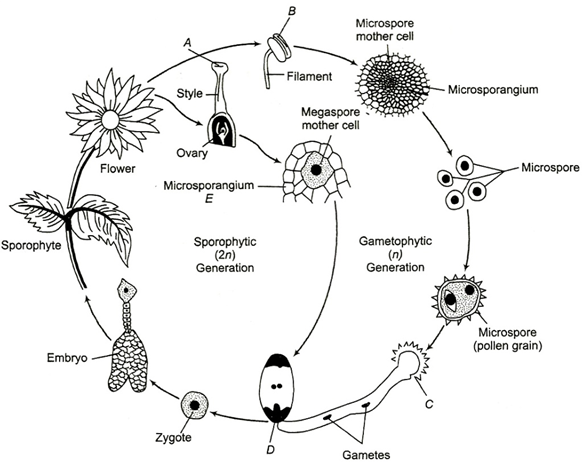 B
Microspore
mother cell
A
Filament
Microsporangium
Style
Megaspore
mother cell
Flower
Ovary
Microspore
Microsporangium
E
Sporophyte
Sporophytic
(2n)
Generation
Gametophytic
(n)
Generation
Microspore
(pollen grain)
Embryo
C
Zygote
D
Gametes